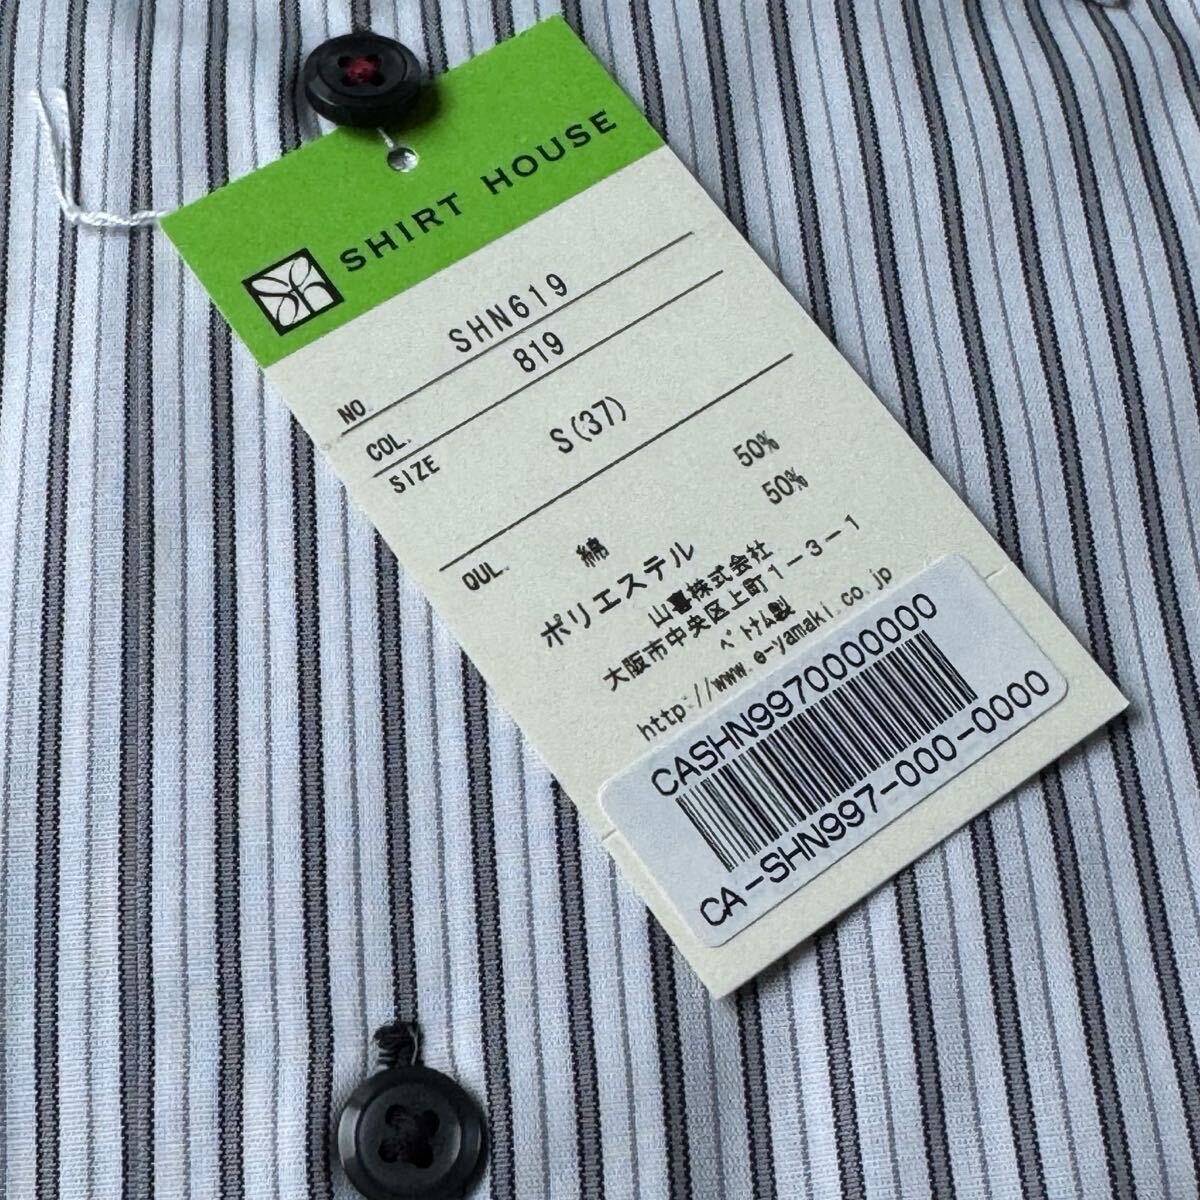 SHIRT HOUSE
NO. SHN619
COL. 819
SIZE S(37)
QUL. 綿 50%
ポリエステル 50%
山喜株式会社
大阪市中央区上町1-3-1
ベトナム製
http://www.e-yamaki.co.jp
CASHN9970000000
CA-SHN997-000-0000